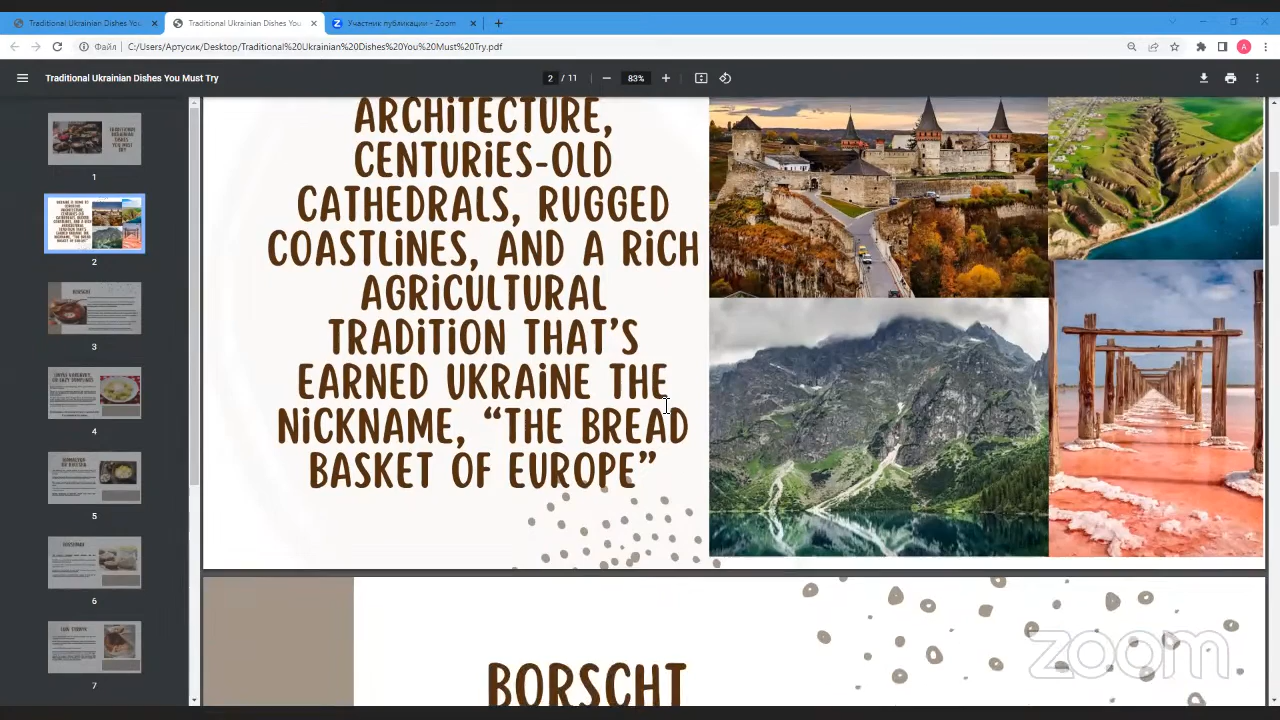 Traditional Ukrainian Dishes You
Traditional Ukrainian Dishes You
Участник публикации - Zoom
Файл
C:/Users/Артусик/Desktop/Traditional%20Ukrainian%20Dishes%20You%20Must%20Try.pdf
A
Traditional Ukrainian Dishes You Must Try
2 / 11
83%
1
2
3
4
5
6
7
BORSCHT
ARCHITECTURE,
CENTURIES-OLD
CATHEDRALS, RUGGED
COASTLINES, AND A RICH
AGRICULTURAL
TRADITION THAT'S
EARNED UKRAINE THE
NICKNAME, “THE BREAD
BASKET OF EUROPE”
BORSCHT
zoom